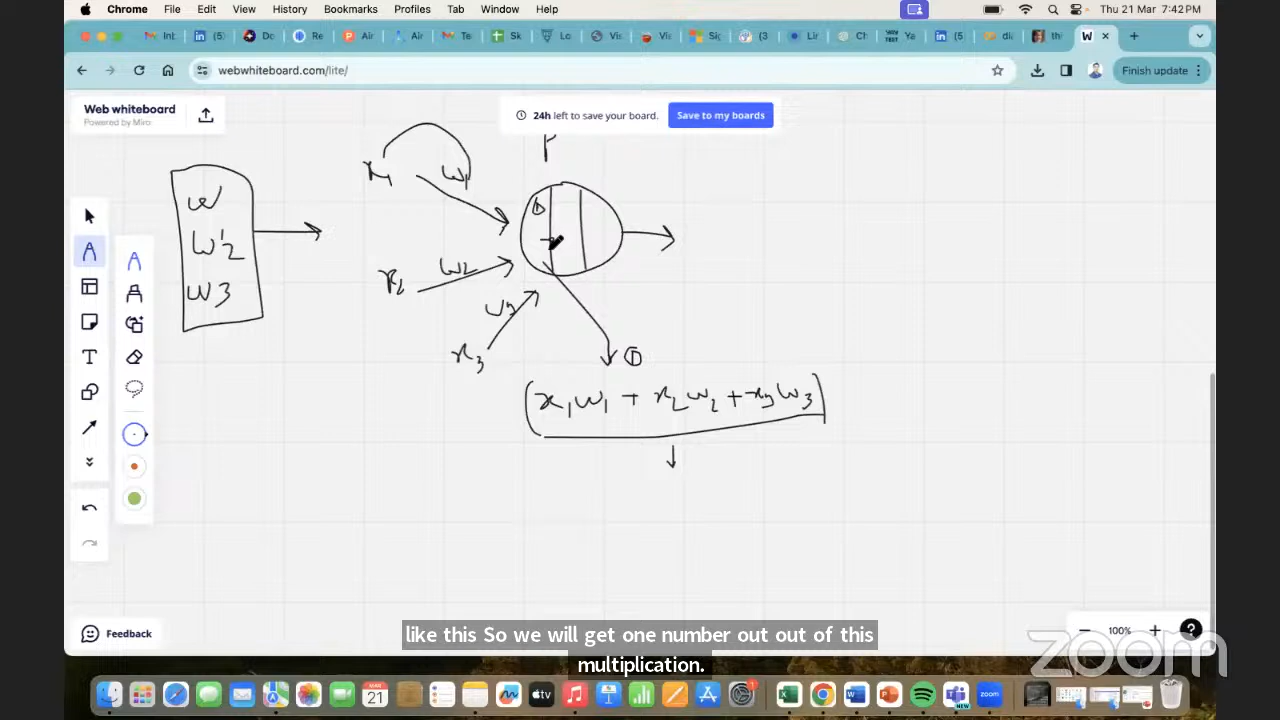 Chrome File Edit View History Bookmarks Profiles Tab Window Help Thu 21 Mar 7:42 PM
webwhiteboard.com/lite/
Finish update
Web whiteboard
Powered by Miro
24h left to save your board.
Save to my boards
P
W
W2
W3
x1 W1
x2 W2
x3 W3
①
①
(x1w1 + x2w2 + x3w3)
like this So we will get one number out out of this
multiplication.
Feedback
100%
?
zoom